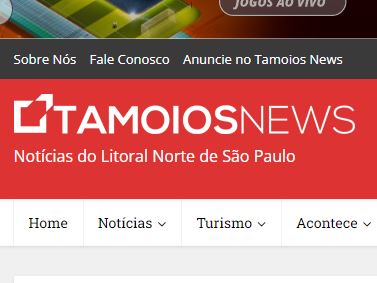 JOGOS AO VIVO
Sobre Nós Fale Conosco Anuncie no Tamoios News
TAMOIOSNEWS
Notícias do Litoral Norte de São Paulo
Home Notícias Turismo Acontece